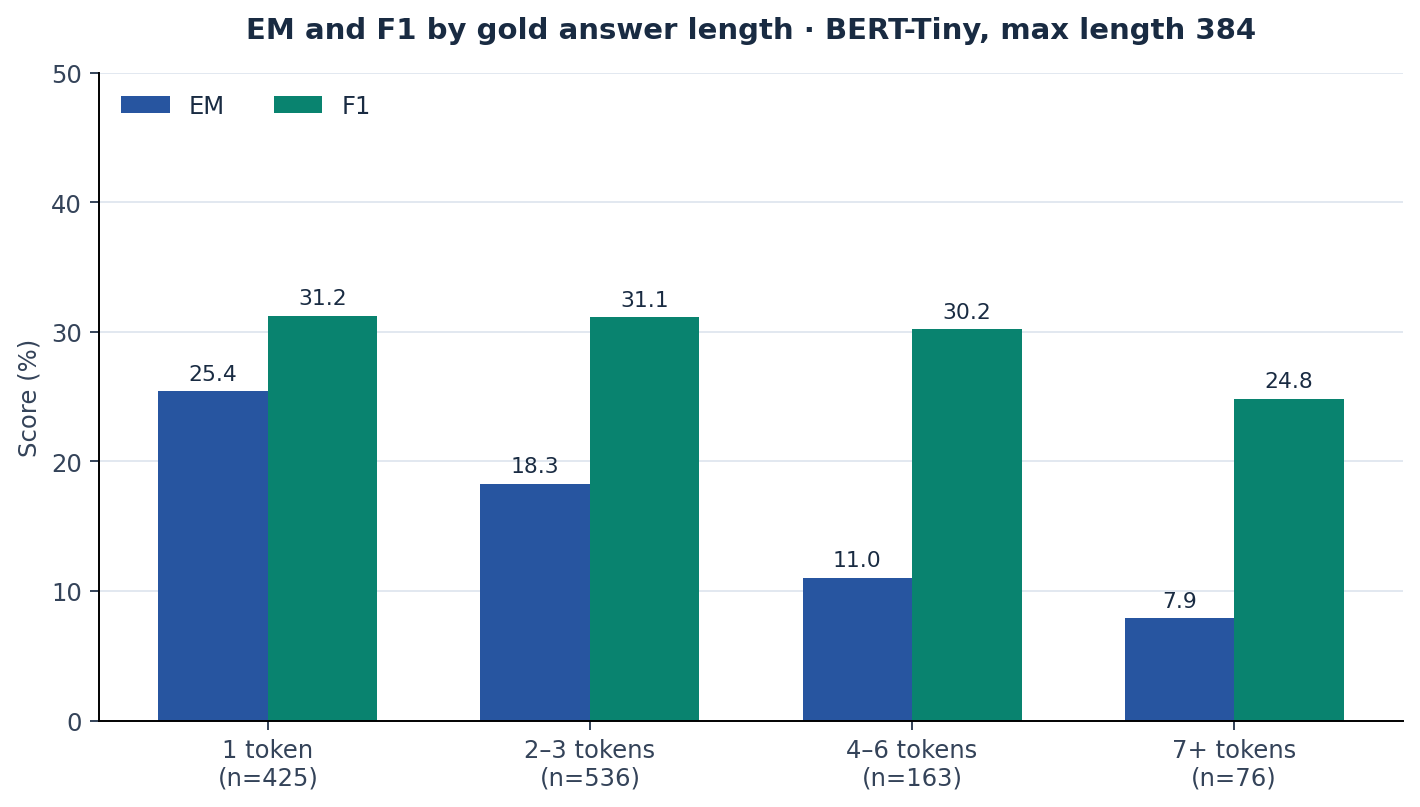 EM and F1 by gold answer length · BERT-Tiny, max length 384
EM F1
Score (%)
50
40
30
20
10
0
25.4 31.2
18.3 31.1
11.0 30.2
7.9 24.8
1 token
(n=425)
2–3 tokens
(n=536)
4–6 tokens
(n=163)
7+ tokens
(n=76)